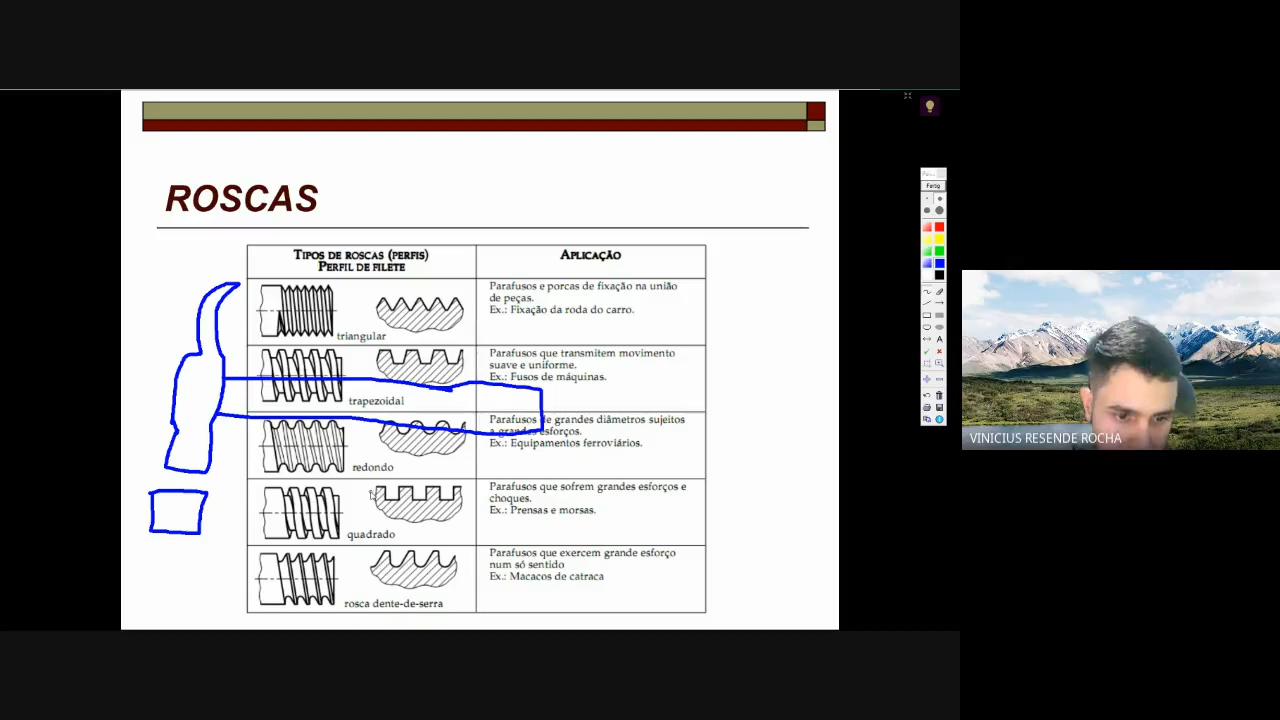 ROSCAS
TIPOS DE ROSCAS (PERFIS)
PERFIL DE FILETE
APLICAÇÃO
triangular
Parafusos e porcas de fixação na união
de peças.
Ex.: Fixação da roda do carro.
trapezoidal
Parafusos que transmitem movimento
suave e uniforme.
Ex.: Fusos de máquinas.
redondo
Parafusos de grandes diâmetros sujeitos
a grandes esforços.
Ex.: Equipamentos ferroviários.
quadrado
Parafusos que sofrem grandes esforços e
choques.
Ex.: Prensas e morsas.
rosca dente-de-serra
Parafusos que exercem grande esforço
num só sentido
Ex.: Macacos de catraca
Fertig
A
VINICIUS RESENDE ROCHA